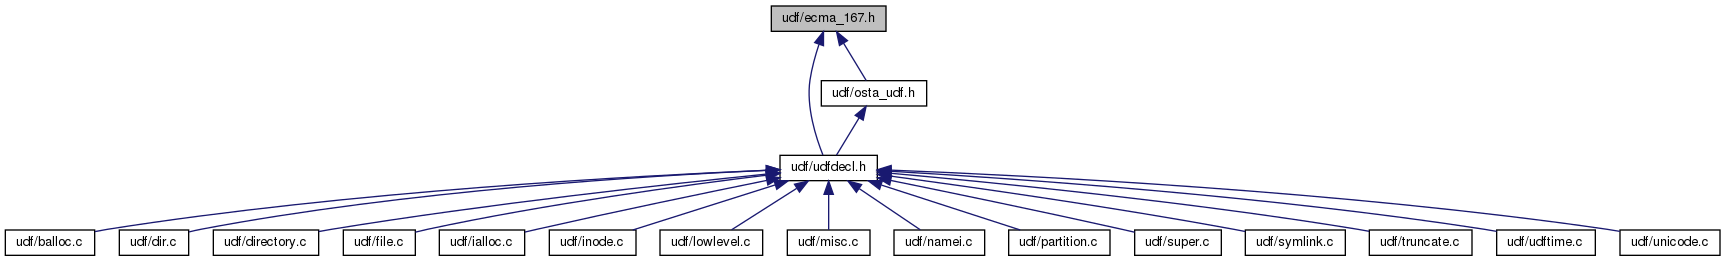 udf/ecma_167.h
udf/osta_udf.h
udf/udfdecl.h
udf/balloc.c
udf/dir.c
udf/directory.c
udf/file.c
udf/ialloc.c
udf/inode.c
udf/lowlevel.c
udf/misc.c
udf/namei.c
udf/partition.c
udf/super.c
udf/symlink.c
udf/truncate.c
udf/udftime.c
udf/unicode.c